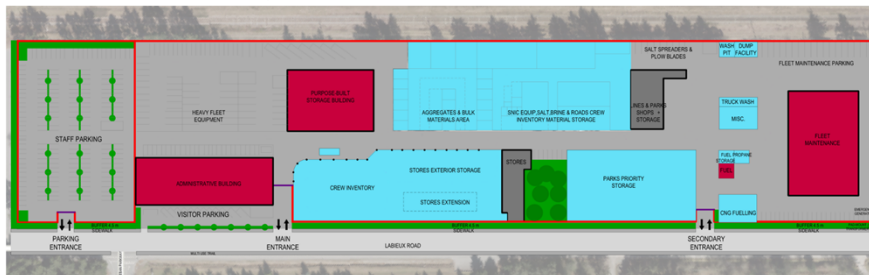 WASH DUMP
PIT FACILITY
SALT SPREADERS &
PLOW BLADES
FLEET MAINTENANCE PARKING
PURPOSE-BUILT
STORAGE BUILDING
HEAVY FLEET
EQUIPMENT
AGGREGATES & BULK
MATERIALS AREA
SNIC EQUIP,SALT,BRINE & ROADS CREW
INVENTORY MATERIAL STORAGE
LINES & PARKS
SHOPS +
STORAGE
TRUCK WASH
MISC.
STAFF PARKING
FLEET
MAINTENANCE
FUEL PROPANE
STORAGE
FUEL
STORES
ADMINISTRATIVE BUILDING
STORES EXTERIOR STORAGE
CREW INVENTORY
STORES EXTENSION
PARKS PRIORITY
STORAGE
CNG FUELLING
VISITOR PARKING
SIDEWALK
SIDEWALK
SIDEWALK
PARKING
ENTRANCE
MAIN
ENTRANCE
SECONDARY
ENTRANCE
LABIEUX ROAD